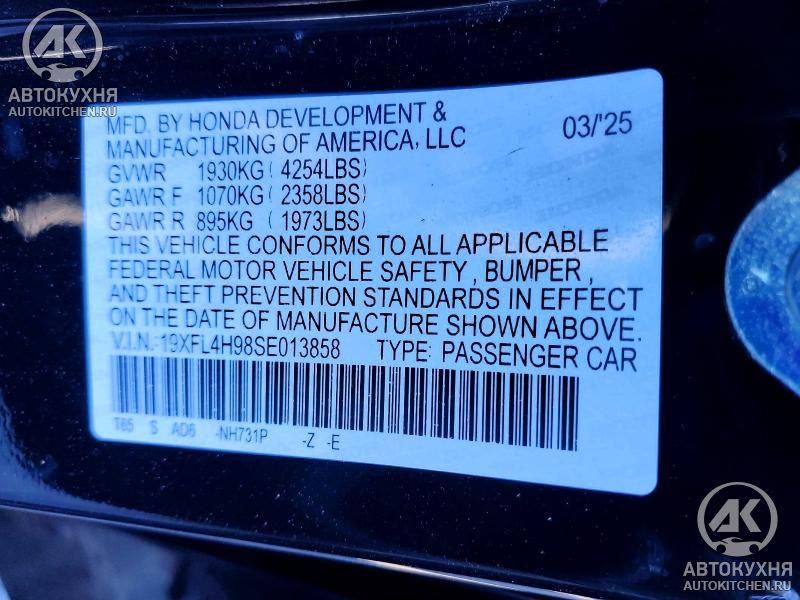 АК
АВТОКУХНЯ
AUTOKITCHEN.RU
MFD. BY HONDA DEVELOPMENT &
MANUFACTURING OF AMERICA, LLC 03/'25
GVWR 1930KG ( 4254LBS)
GAWR F 1070KG ( 2358LBS)
GAWR R 895KG ( 1973LBS)
THIS VEHICLE CONFORMS TO ALL APPLICABLE
FEDERAL MOTOR VEHICLE SAFETY , BUMPER ,
AND THEFT PREVENTION STANDARDS IN EFFECT
ON THE DATE OF MANUFACTURE SHOWN ABOVE.
V.I.N.:19XFL4H98SE013858 TYPE: PASSENGER CAR
T65 S AD6 -NH731P -Z -E
АК
АВТОКУХНЯ
AUTOKITCHEN.RU